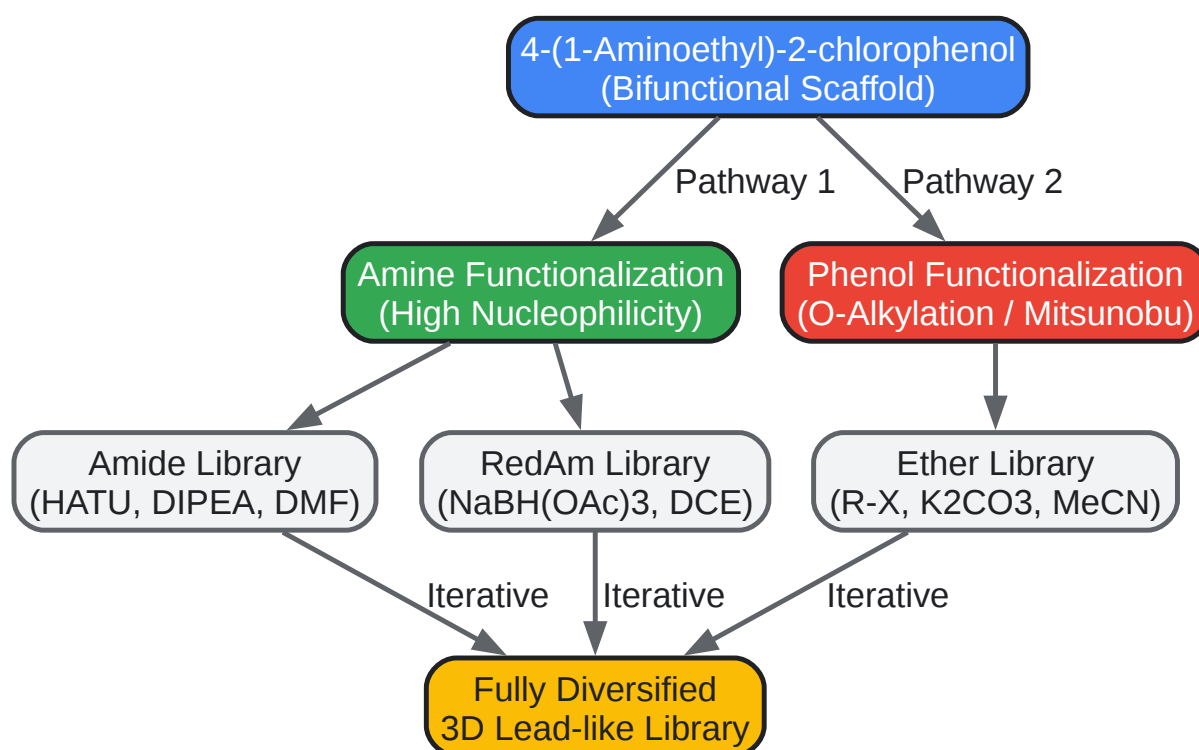 4-(1-Aminoethyl)-2-chlorophenol
(Bifunctional Scaffold)
Pathway 1
Pathway 2
Amine Functionalization
(High Nucleophilicity)
Phenol Functionalization
(O-Alkylation / Mitsunobu)
Amide Library
(HATU, DIPEA, DMF)
RedAm Library
(NaBH(OAc)3, DCE)
Ether Library
(R-X, K2CO3, MeCN)
Iterative
Iterative
Iterative
Fully Diversified
3D Lead-like Library